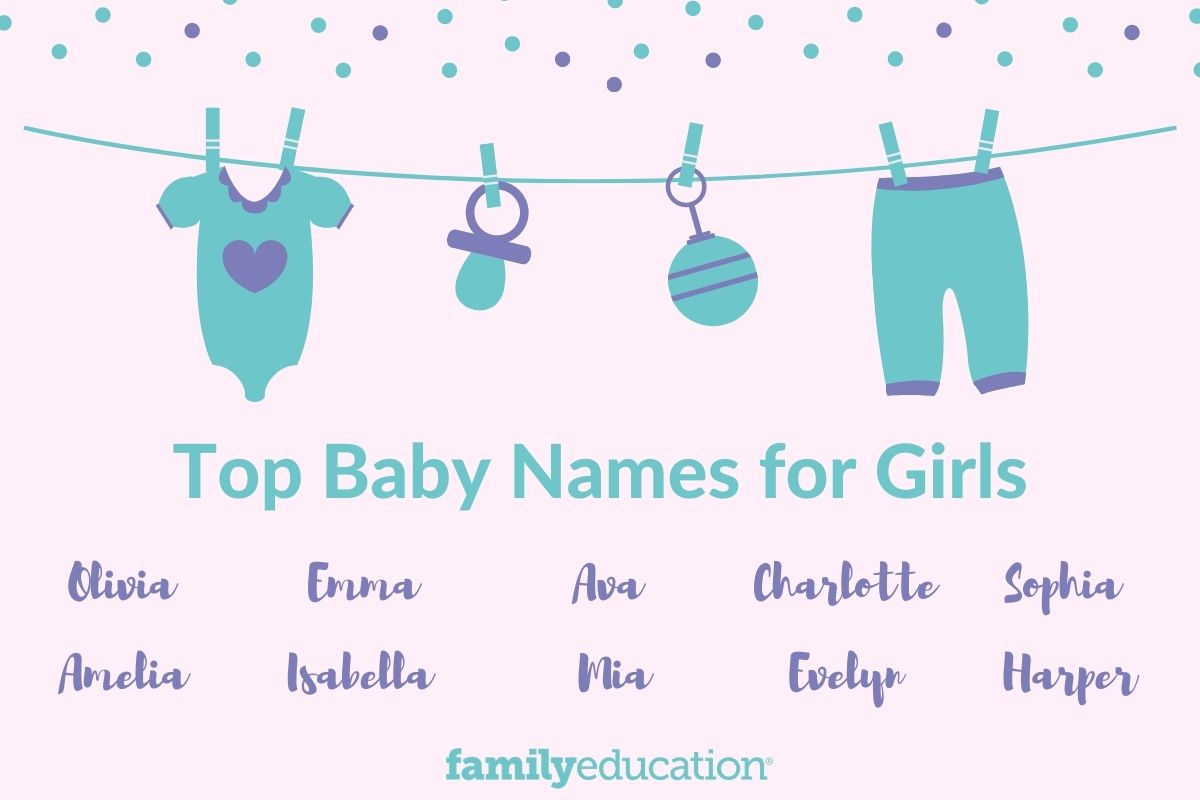 Top Baby Names for Girls
Olivia Emma Ava Charlotte Sophia
Amelia Isabella Mia Evelyn Harper
familyeducation®